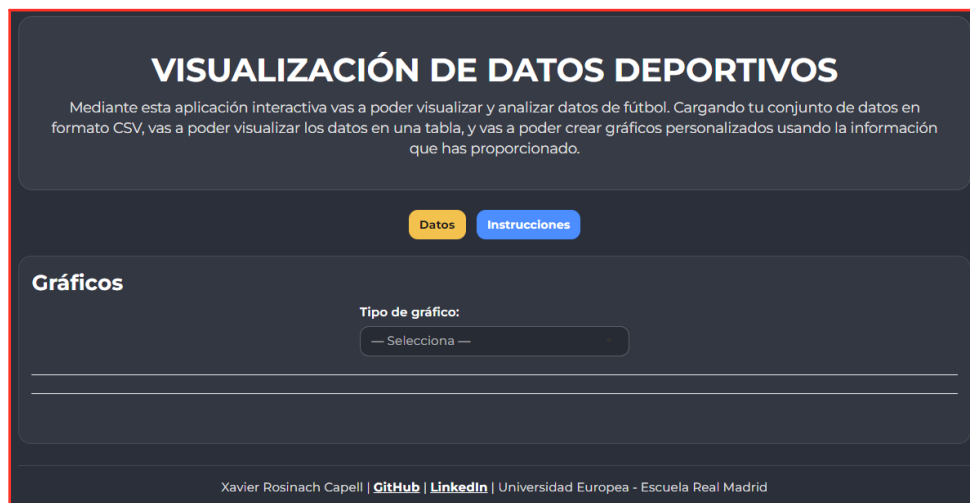 VISUALIZACIÓN DE DATOS DEPORTIVOS
Mediante esta aplicación interactiva vas a poder visualizar y analizar datos de fútbol. Cargando tu conjunto de datos en
formato CSV, vas a poder visualizar los datos en una tabla, y vas a poder crear gráficos personalizados usando la información
que has proporcionado.
Datos Instrucciones
Gráficos
Tipo de gráfico:
— Selecciona —
Xavier Rosinach Capell | GitHub | LinkedIn | Universidad Europea - Escuela Real Madrid